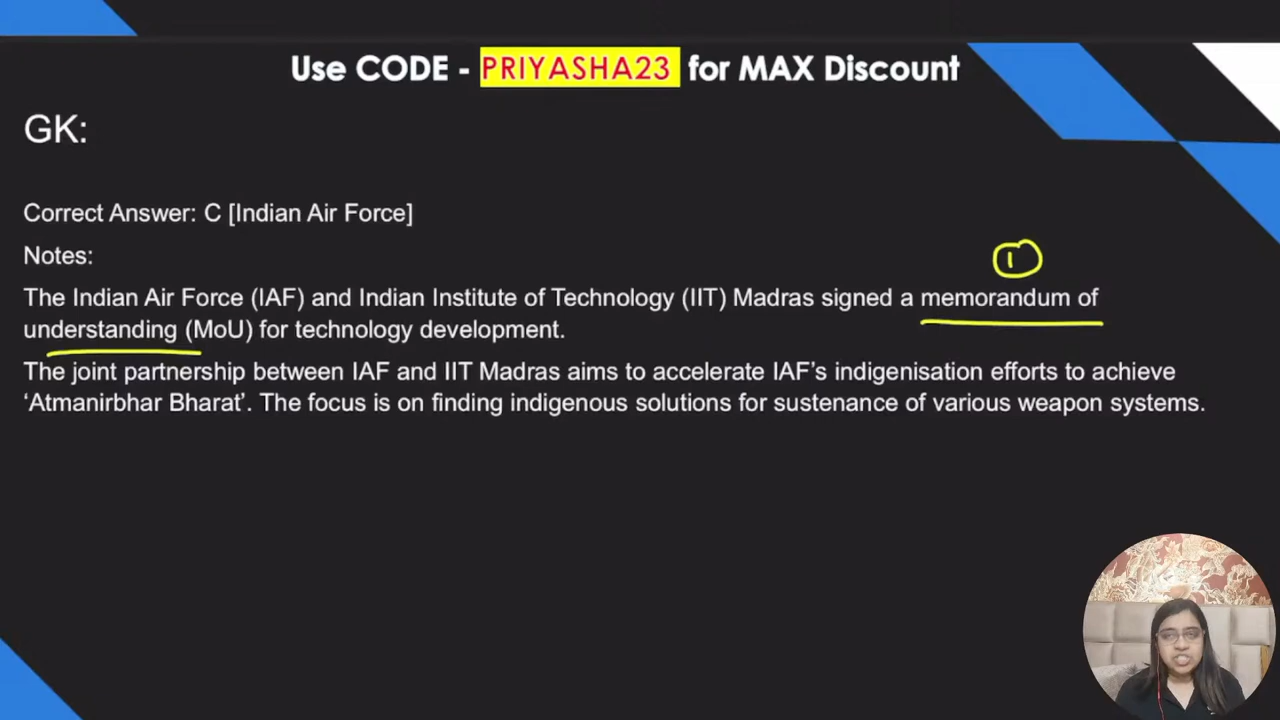 Use CODE - PRIYASHA23 for MAX Discount
GK:
Correct Answer: C [Indian Air Force]
Notes:
①
The Indian Air Force (IAF) and Indian Institute of Technology (IIT) Madras signed a memorandum of
understanding (MoU) for technology development.
The joint partnership between IAF and IIT Madras aims to accelerate IAF’s indigenisation efforts to achieve
‘Atmanirbhar Bharat’. The focus is on finding indigenous solutions for sustenance of various weapon systems.